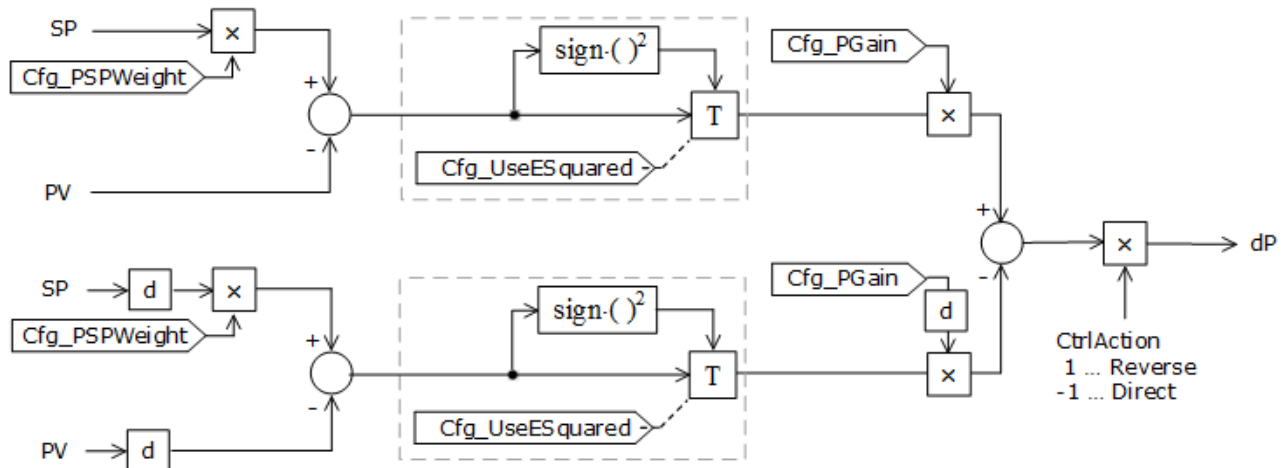 SP
×
Cfg_PSPWeight
+
-
PV
sign·( )²
T
Cfg_UseESquared
Cfg_PGain
×
+
-
×
dP
CtrlAction
1 ... Reverse
-1 ... Direct
SP
d
×
Cfg_PSPWeight
+
-
PV
d
sign·( )²
T
Cfg_UseESquared
Cfg_PGain
d
×